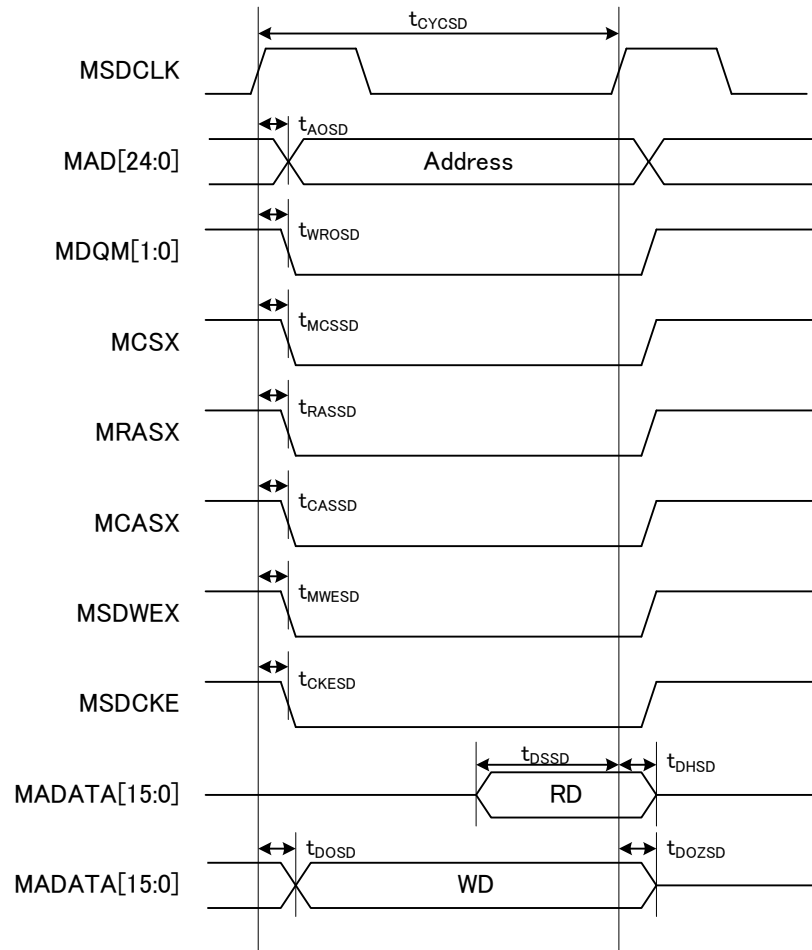 tCYCSD
MSDCLK
tAOSD
MAD[24:0]
Address
tWROSD
MDQM[1:0]
tMCSSD
MCSX
tRASSD
MRASX
tCASSD
MCASX
tMWESD
MSDWEX
tCKESD
MSDCKE
tDSSD
tDHSD
MADATA[15:0]
RD
tDOSD
tDOZSD
MADATA[15:0]
WD